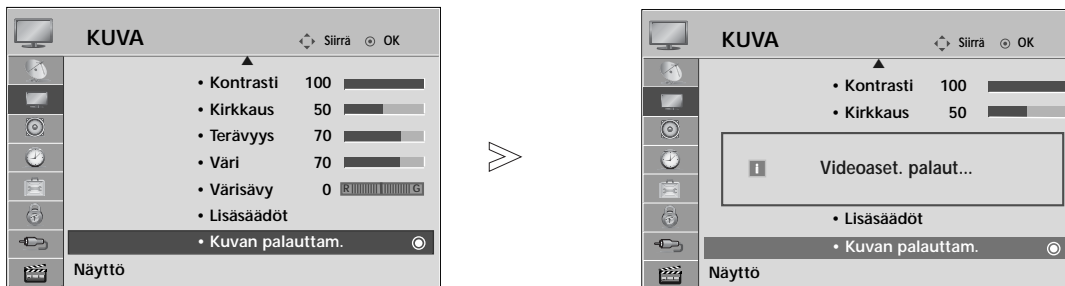 KUVA Siirrä OK
• Kontrasti 100
• Kirkkaus 50
• Terävyys 70
• Väri 70
• Värisävy 0 R G
• Lisäsäädöt
• Kuvan palauttam.
Näyttö
KUVA Siirrä OK
• Kontrasti 100
• Kirkkaus 50
i Videoaset. palaut...
• Lisäsäädöt
• Kuvan palauttam.
Näyttö